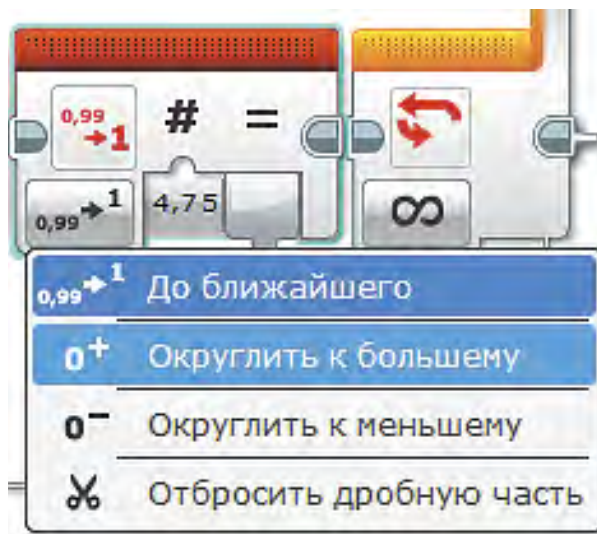 0,99 →1 # =
0,99 →1 4,75 ∞
0,99 →1 До ближайшего
0+ Округлить к большему
0− Округлить к меньшему
Отбросить дробную часть